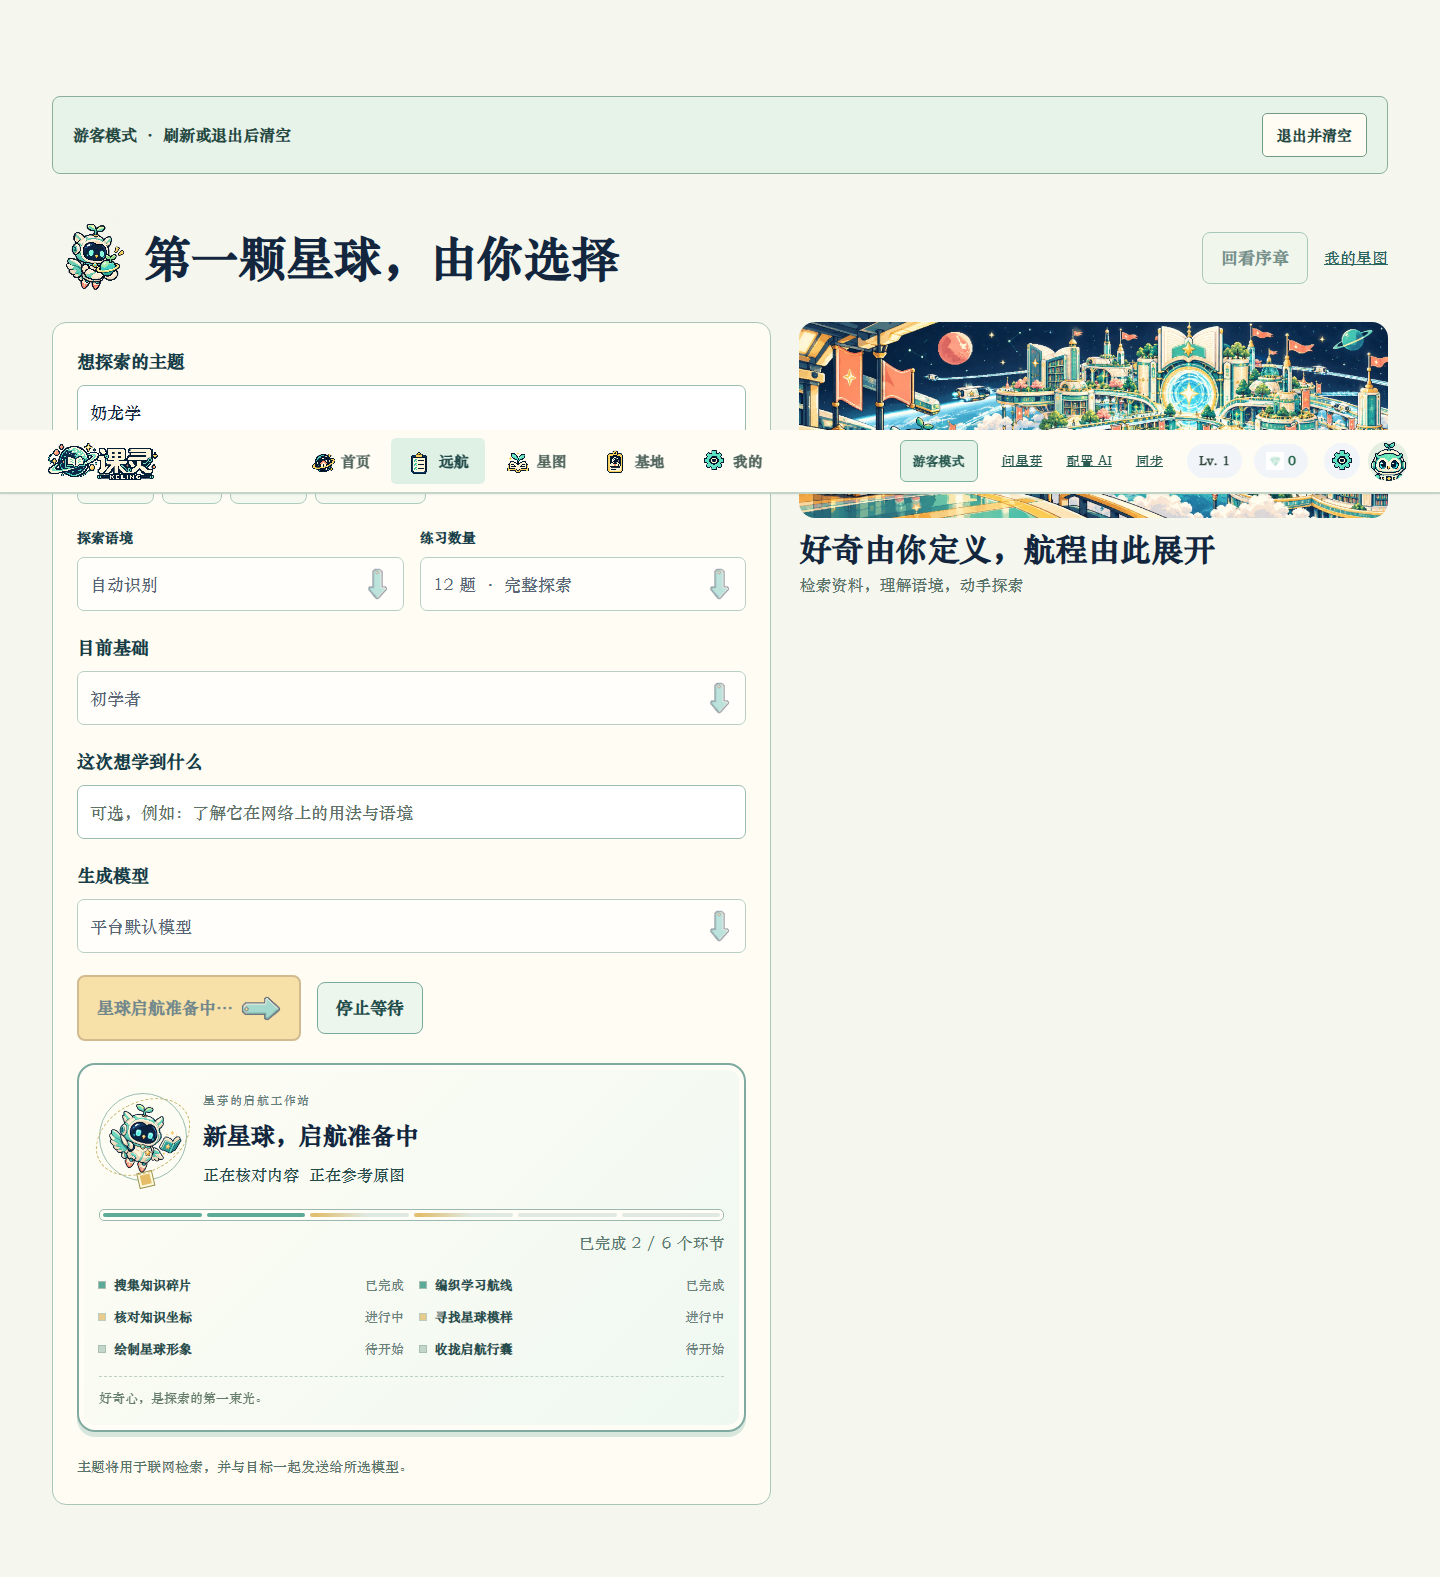 游客模式 · 刷新或退出后清空
退出并清空
第一颗星球，由你选择
回看序章
我的星图
想探索的主题
奶龙学
课灵
KELING
首页
远航
星图
基地
我的
游客模式
问星芽
配置 AI
同步
Lv. 1
0
好奇由你定义，航程由此展开
检索资料，理解语境，动手探索
探索语境
练习数量
自动识别
12 题 · 完整探索
目前基础
初学者
这次想学到什么
可选，例如：了解它在网络上的用法与语境
生成模型
平台默认模型
星球启航准备中…
停止等待
星芽的启航工作站
新星球，启航准备中
正在核对内容 正在参考原图
已完成 2 / 6 个环节
搜集知识碎片 已完成
编织学习航线 已完成
核对知识坐标 进行中
寻找星球模样 进行中
绘制星球形象 待开始
收拢启航行囊 待开始
好奇心，是探索的第一束光。
主题将用于联网检索，并与目标一起发送给所选模型。